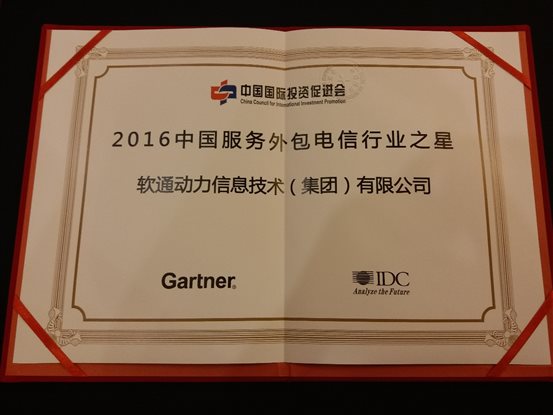 中国国际投资促进会
China Council for International Investment Promotion
2016中国服务外包电信行业之星
软通动力信息技术（集团）有限公司
Gartner®
IDC
Analyze the Future